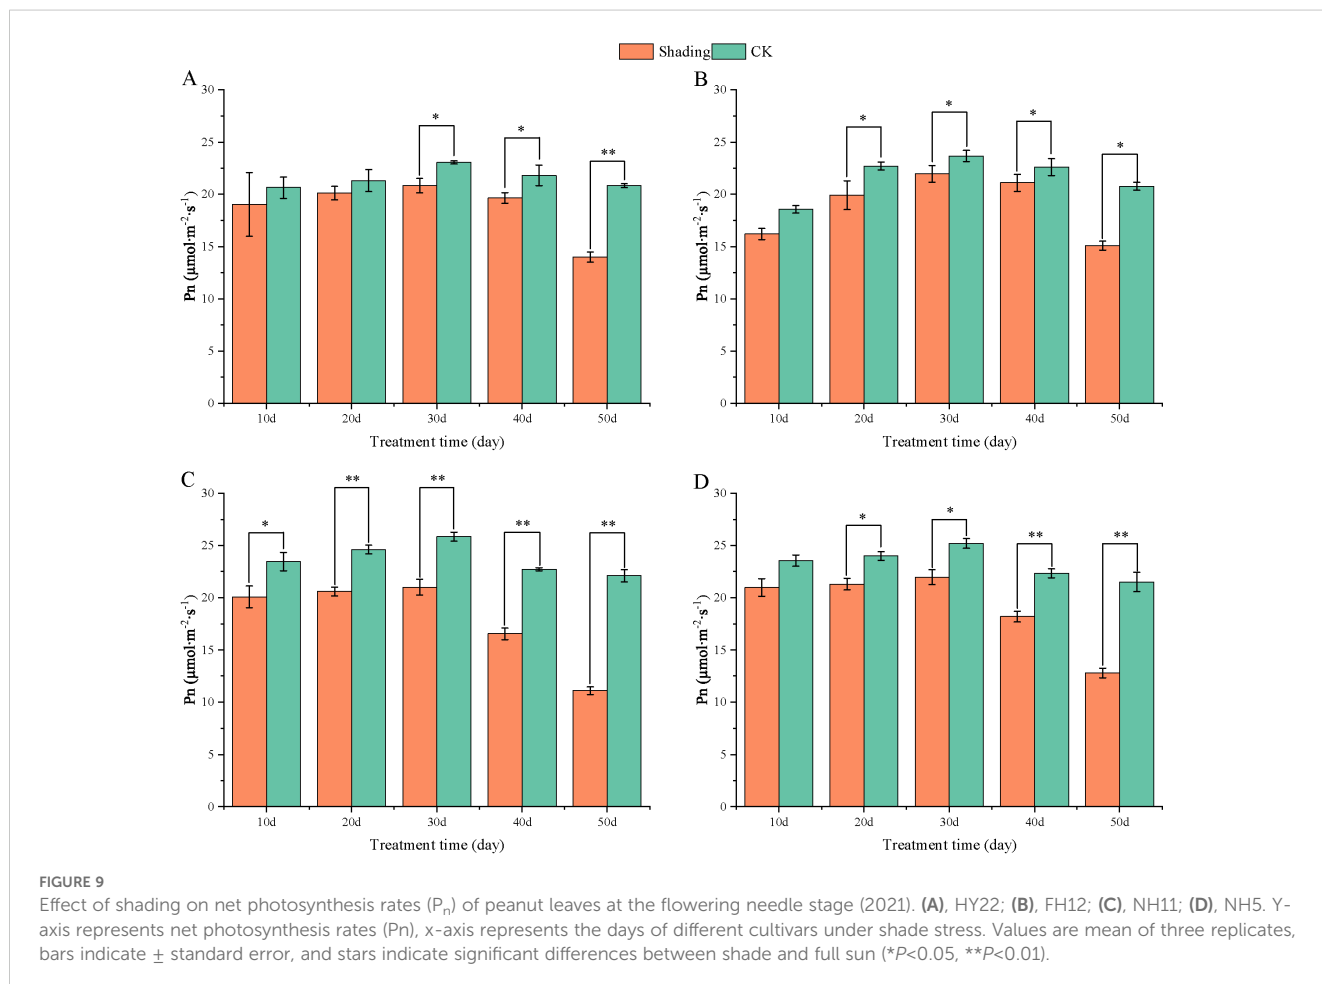 Shading CK
A
30
25
20
15
10
5
0
Pn (μmol·m⁻²·s⁻¹)
*
*
**
10d 20d 30d 40d 50d
Treatment time (day)
B
30
25
20
15
10
5
0
Pn (μmol·m⁻²·s⁻¹)
*
*
*
*
10d 20d 30d 40d 50d
Treatment time (day)
C
30
25
20
15
10
5
0
Pn (μmol·m⁻²·s⁻¹)
*
**
**
**
**
10d 20d 30d 40d 50d
Treatment time (day)
D
30
25
20
15
10
5
0
Pn (μmol·m⁻²·s⁻¹)
*
*
**
**
10d 20d 30d 40d 50d
Treatment time (day)
FIGURE 9
Effect of shading on net photosynthesis rates (Pₙ) of peanut leaves at the flowering needle stage (2021). (A), HY22; (B), FH12; (C), NH11; (D), NH5. Y-
axis represents net photosynthesis rates (Pn), x-axis represents the days of different cultivars under shade stress. Values are mean of three replicates,
bars indicate ± standard error, and stars indicate significant differences between shade and full sun (*P<0.05, **P<0.01).